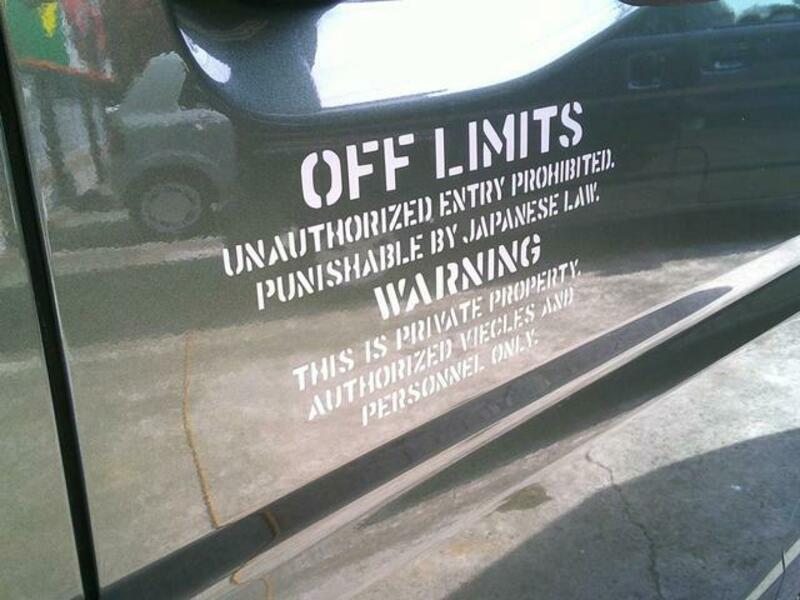 OFF LIMITS
UNAUTHORIZED ENTRY PROHIBITED.
PUNISHABLE BY JAPANESE LAW.
WARNING
THIS IS PRIVATE PROPERTY.
AUTHORIZED VIECLES AND
PERSONNEL ONLY.